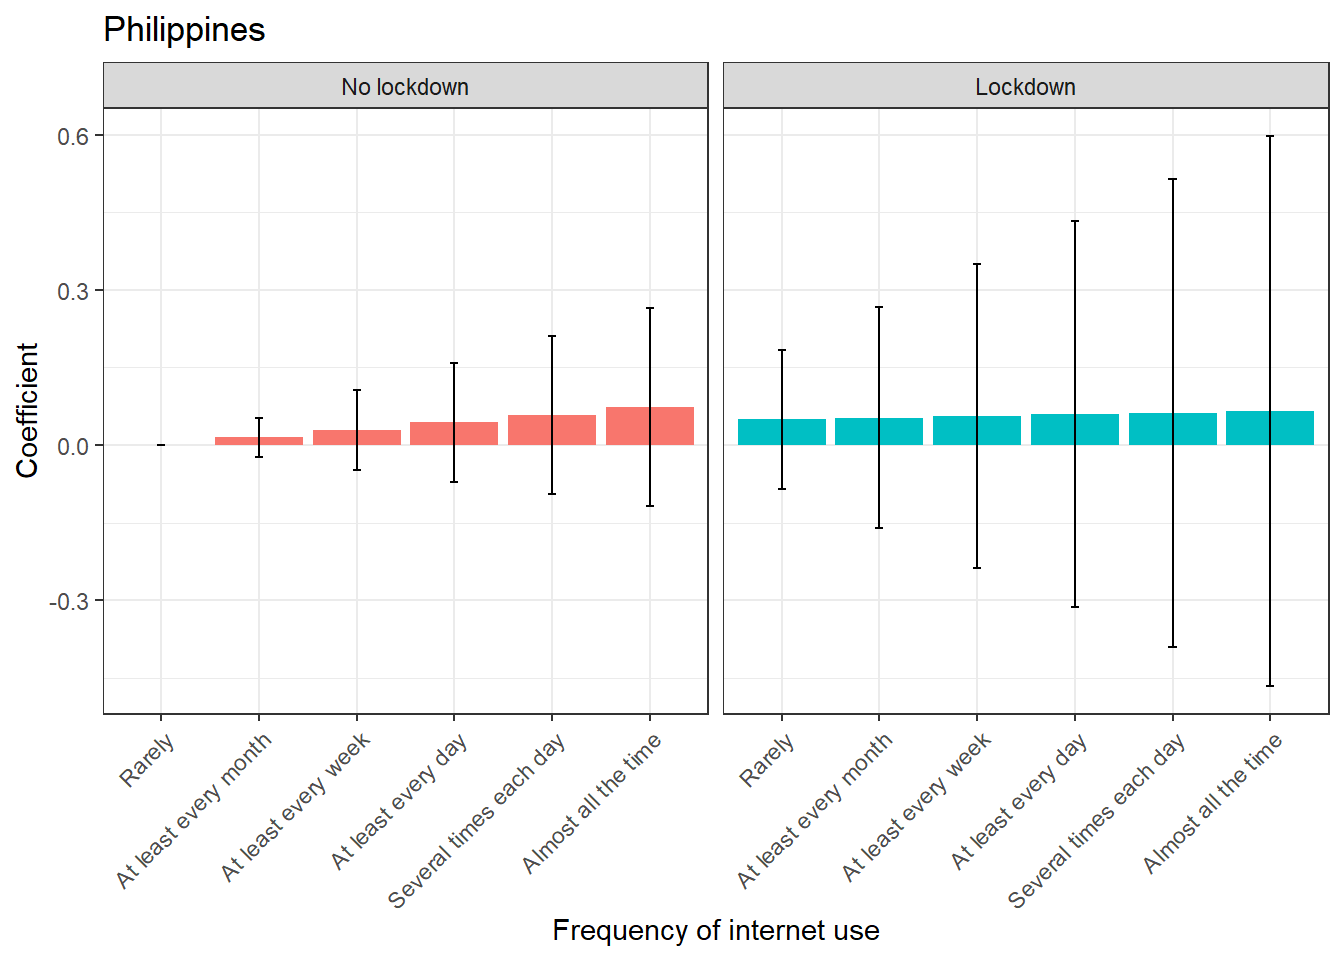 Philippines
No lockdown
Lockdown
0.6
0.3
0.0
-0.3
Coefficient
Rarely
At least every month
At least every week
At least every day
Several times each day
Almost all the time
Rarely
At least every month
At least every week
At least every day
Several times each day
Almost all the time
Frequency of internet use